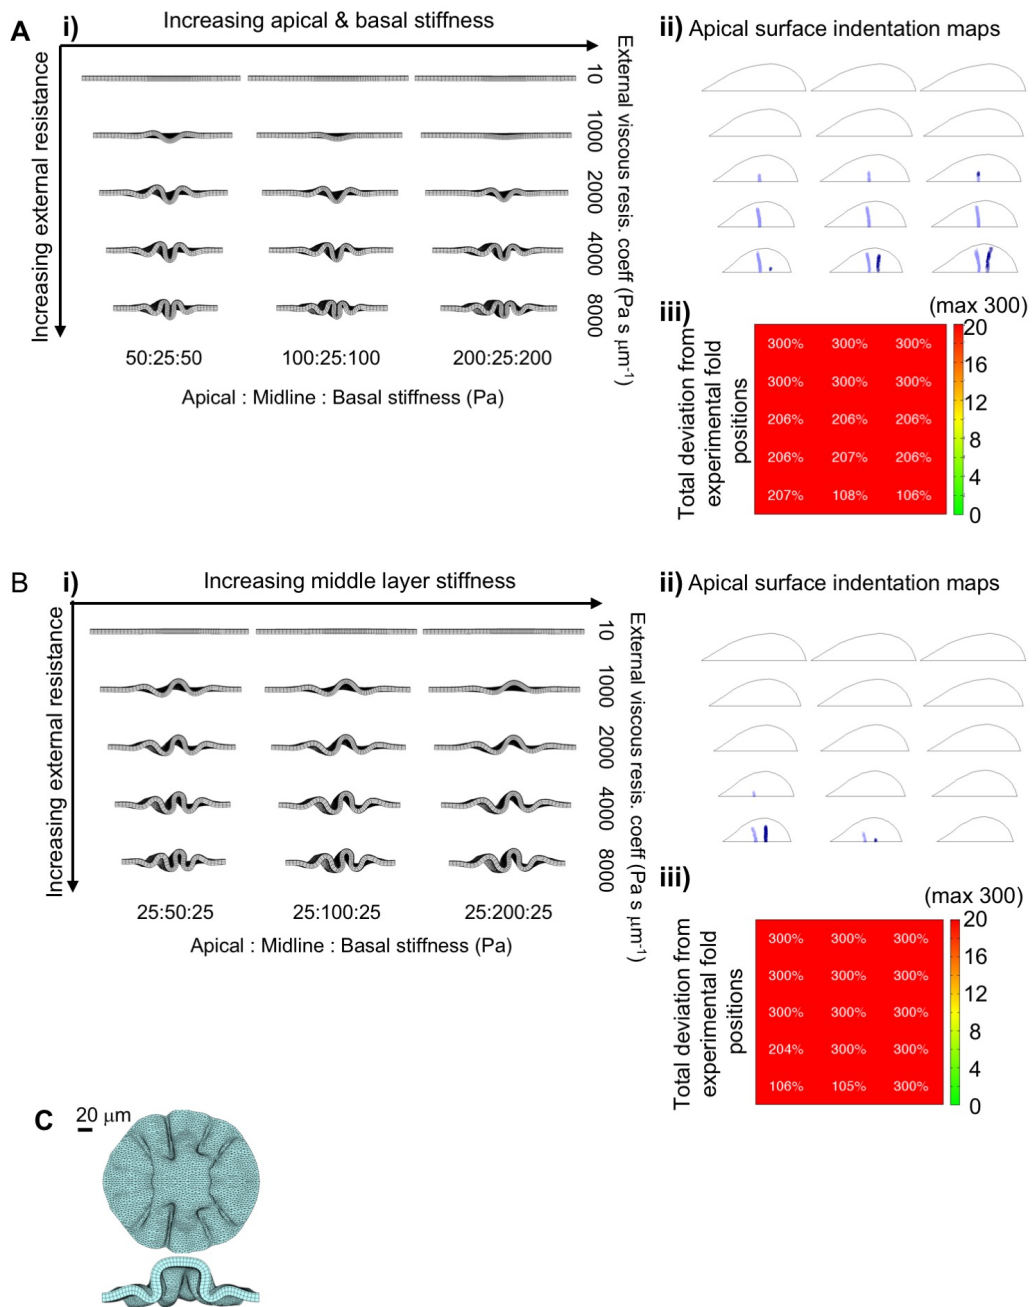 A
i)
Increasing apical & basal stiffness
Increasing external resistance
10
1000
2000
4000
8000
External viscous resis. coeff (Pa s μm⁻¹)
50:25:50 100:25:100 200:25:200
Apical : Midline : Basal stiffness (Pa)
ii) Apical surface indentation maps
iii)
(max 300)
Total deviation from
experimental fold
positions
300% 300% 300%
300% 300% 300%
206% 206% 206%
206% 207% 206%
207% 108% 106%
20
16
12
8
4
0
B
i)
Increasing middle layer stiffness
Increasing external resistance
10
1000
2000
4000
8000
External viscous resis. coeff (Pa s μm⁻¹)
25:50:25 25:100:25 25:200:25
Apical : Midline : Basal stiffness (Pa)
ii) Apical surface indentation maps
iii)
(max 300)
Total deviation from
experimental fold
positions
300% 300% 300%
300% 300% 300%
300% 300% 300%
204% 300% 300%
106% 105% 300%
20
16
12
8
4
0
C
20 μm